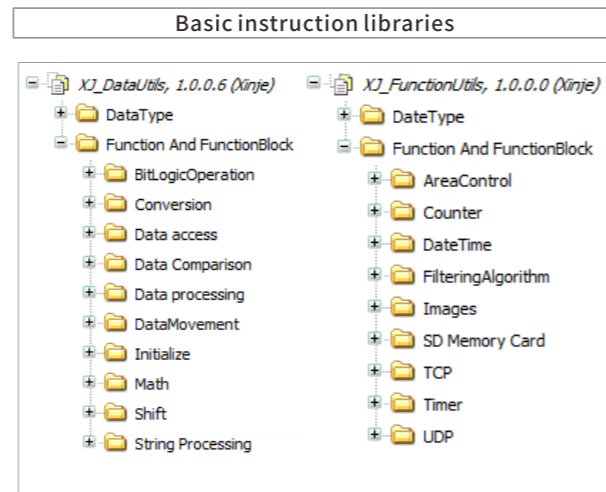 Basic instruction libraries
XJ_DataUtils, 1.0.0.6 (Xinje)
DataType
Function And FunctionBlock
BitLogicOperation
Conversion
Data access
Data Comparison
Data processing
DataMovement
Initialize
Math
Shift
String Processing
XJ_FunctionUtils, 1.0.0.0 (Xinje)
DateType
Function And FunctionBlock
AreaControl
Counter
DateTime
FilteringAlgorithm
Images
SD Memory Card
TCP
Timer
UDP